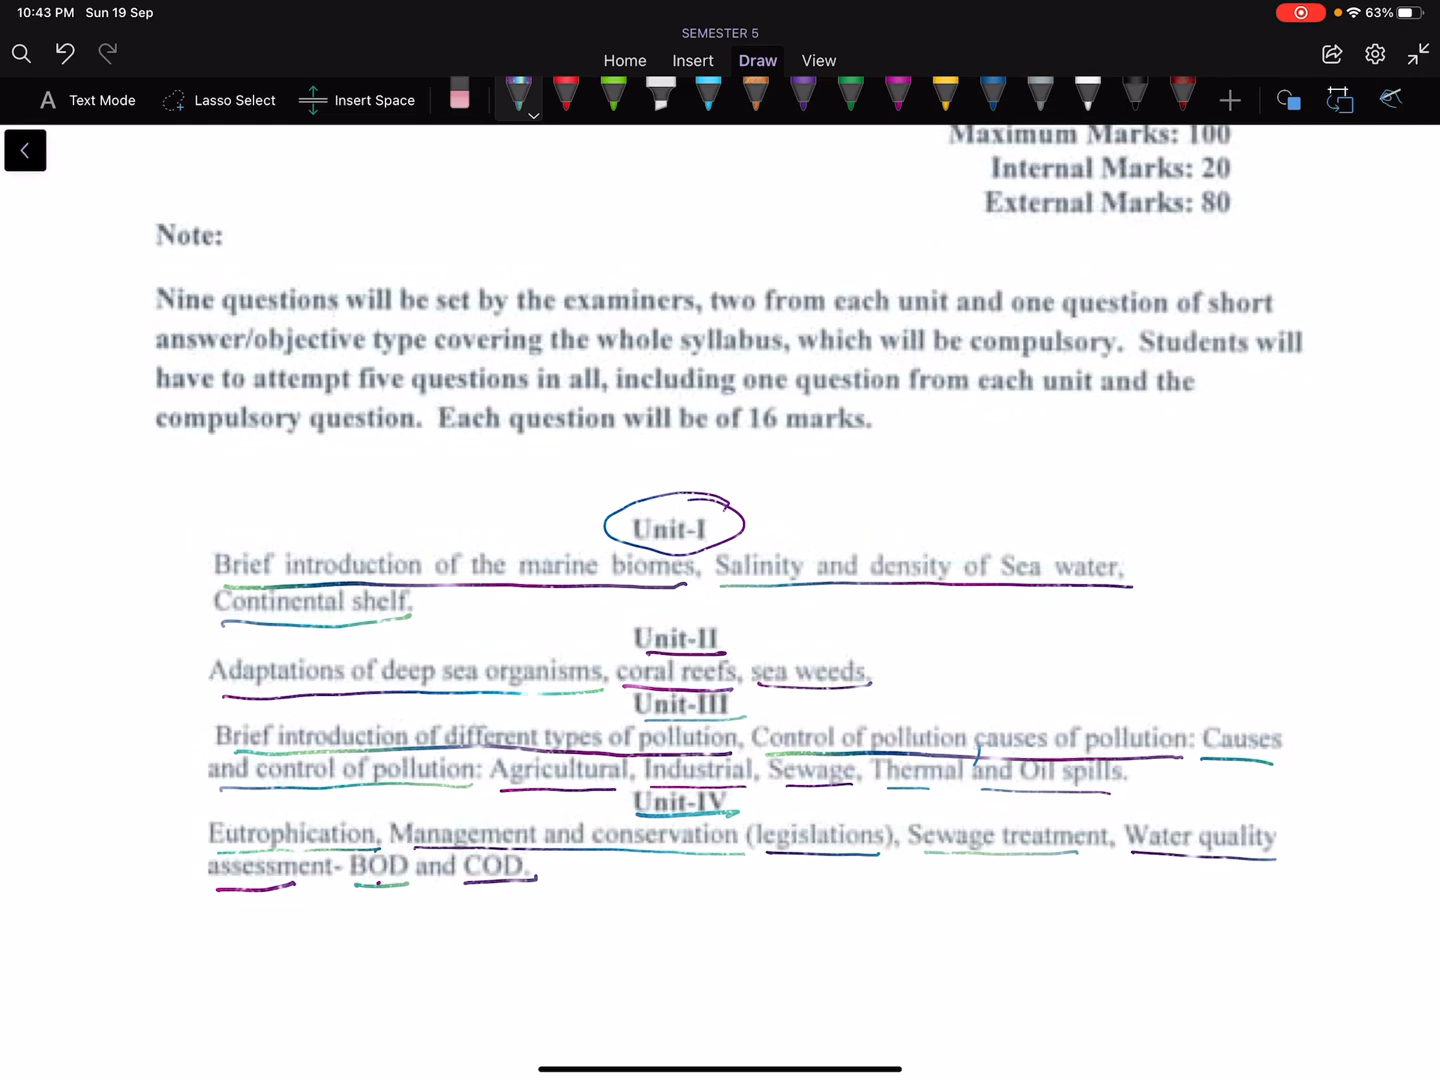 10:43 PM Sun 19 Sep
63%
SEMESTER 5
Home Insert Draw View
A Text Mode Lasso Select Insert Space
Maximum Marks: 100
Internal Marks: 20
External Marks: 80
Note:
Nine questions will be set by the examiners, two from each unit and one question of short
answer/objective type covering the whole syllabus, which will be compulsory. Students will
have to attempt five questions in all, including one question from each unit and the
compulsory question. Each question will be of 16 marks.
Unit-I
Brief introduction of the marine biomes, Salinity and density of Sea water,
Continental shelf.
Unit-II
Adaptations of deep sea organisms, coral reefs, sea weeds.
Unit-III
Brief introduction of different types of pollution, Control of pollution causes of pollution: Causes
and control of pollution: Agricultural, Industrial, Sewage, Thermal and Oil spills.
Unit-IV
Eutrophication, Management and conservation (legislations), Sewage treatment, Water quality
assessment- BOD and COD.